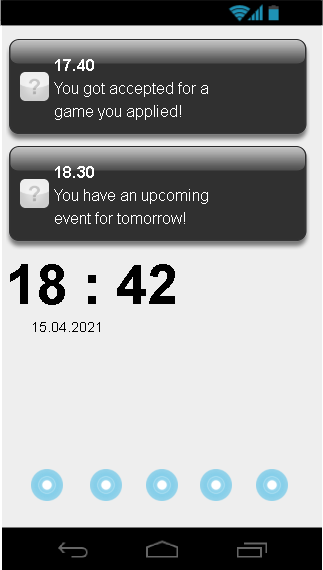 17.40
You got accepted for a
game you applied!
18.30
You have an upcoming
event for tomorrow!
18 : 42
15.04.2021